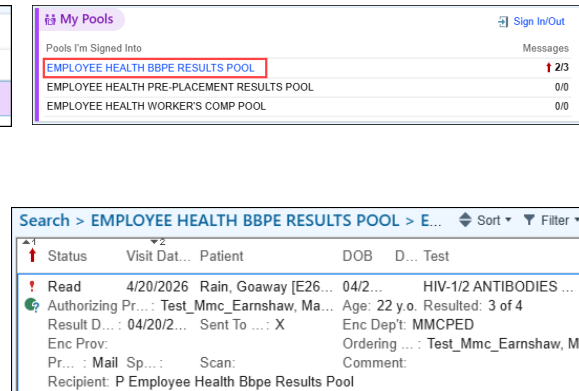 My Pools
Sign In/Out
Pools I'm Signed Into Messages
EMPLOYEE HEALTH BBPE RESULTS POOL 2/3
EMPLOYEE HEALTH PRE-PLACEMENT RESULTS POOL 0/0
EMPLOYEE HEALTH WORKER'S COMP POOL 0/0
Search > EMPLOYEE HEALTH BBPE RESULTS POOL > E... Sort Filter
1 2
Status Visit Dat... Patient DOB D... Test
Read 4/20/2026 Rain, Goaway [E26... 04/2... HIV-1/2 ANTIBODIES ...
Authorizing Pr...: Test_Mmc_Earnshaw, Ma... Age: 22 y.o. Resulted: 3 of 4
Result D...: 04/20/2... Sent To ...: X Enc Dep't: MMCPED
Enc Prov: Ordering ...: Test_Mmc_Earnshaw, M
Pr...: Mail Sp...: Scan: Comment:
Recipient: P Employee Health Bbpe Results Pool